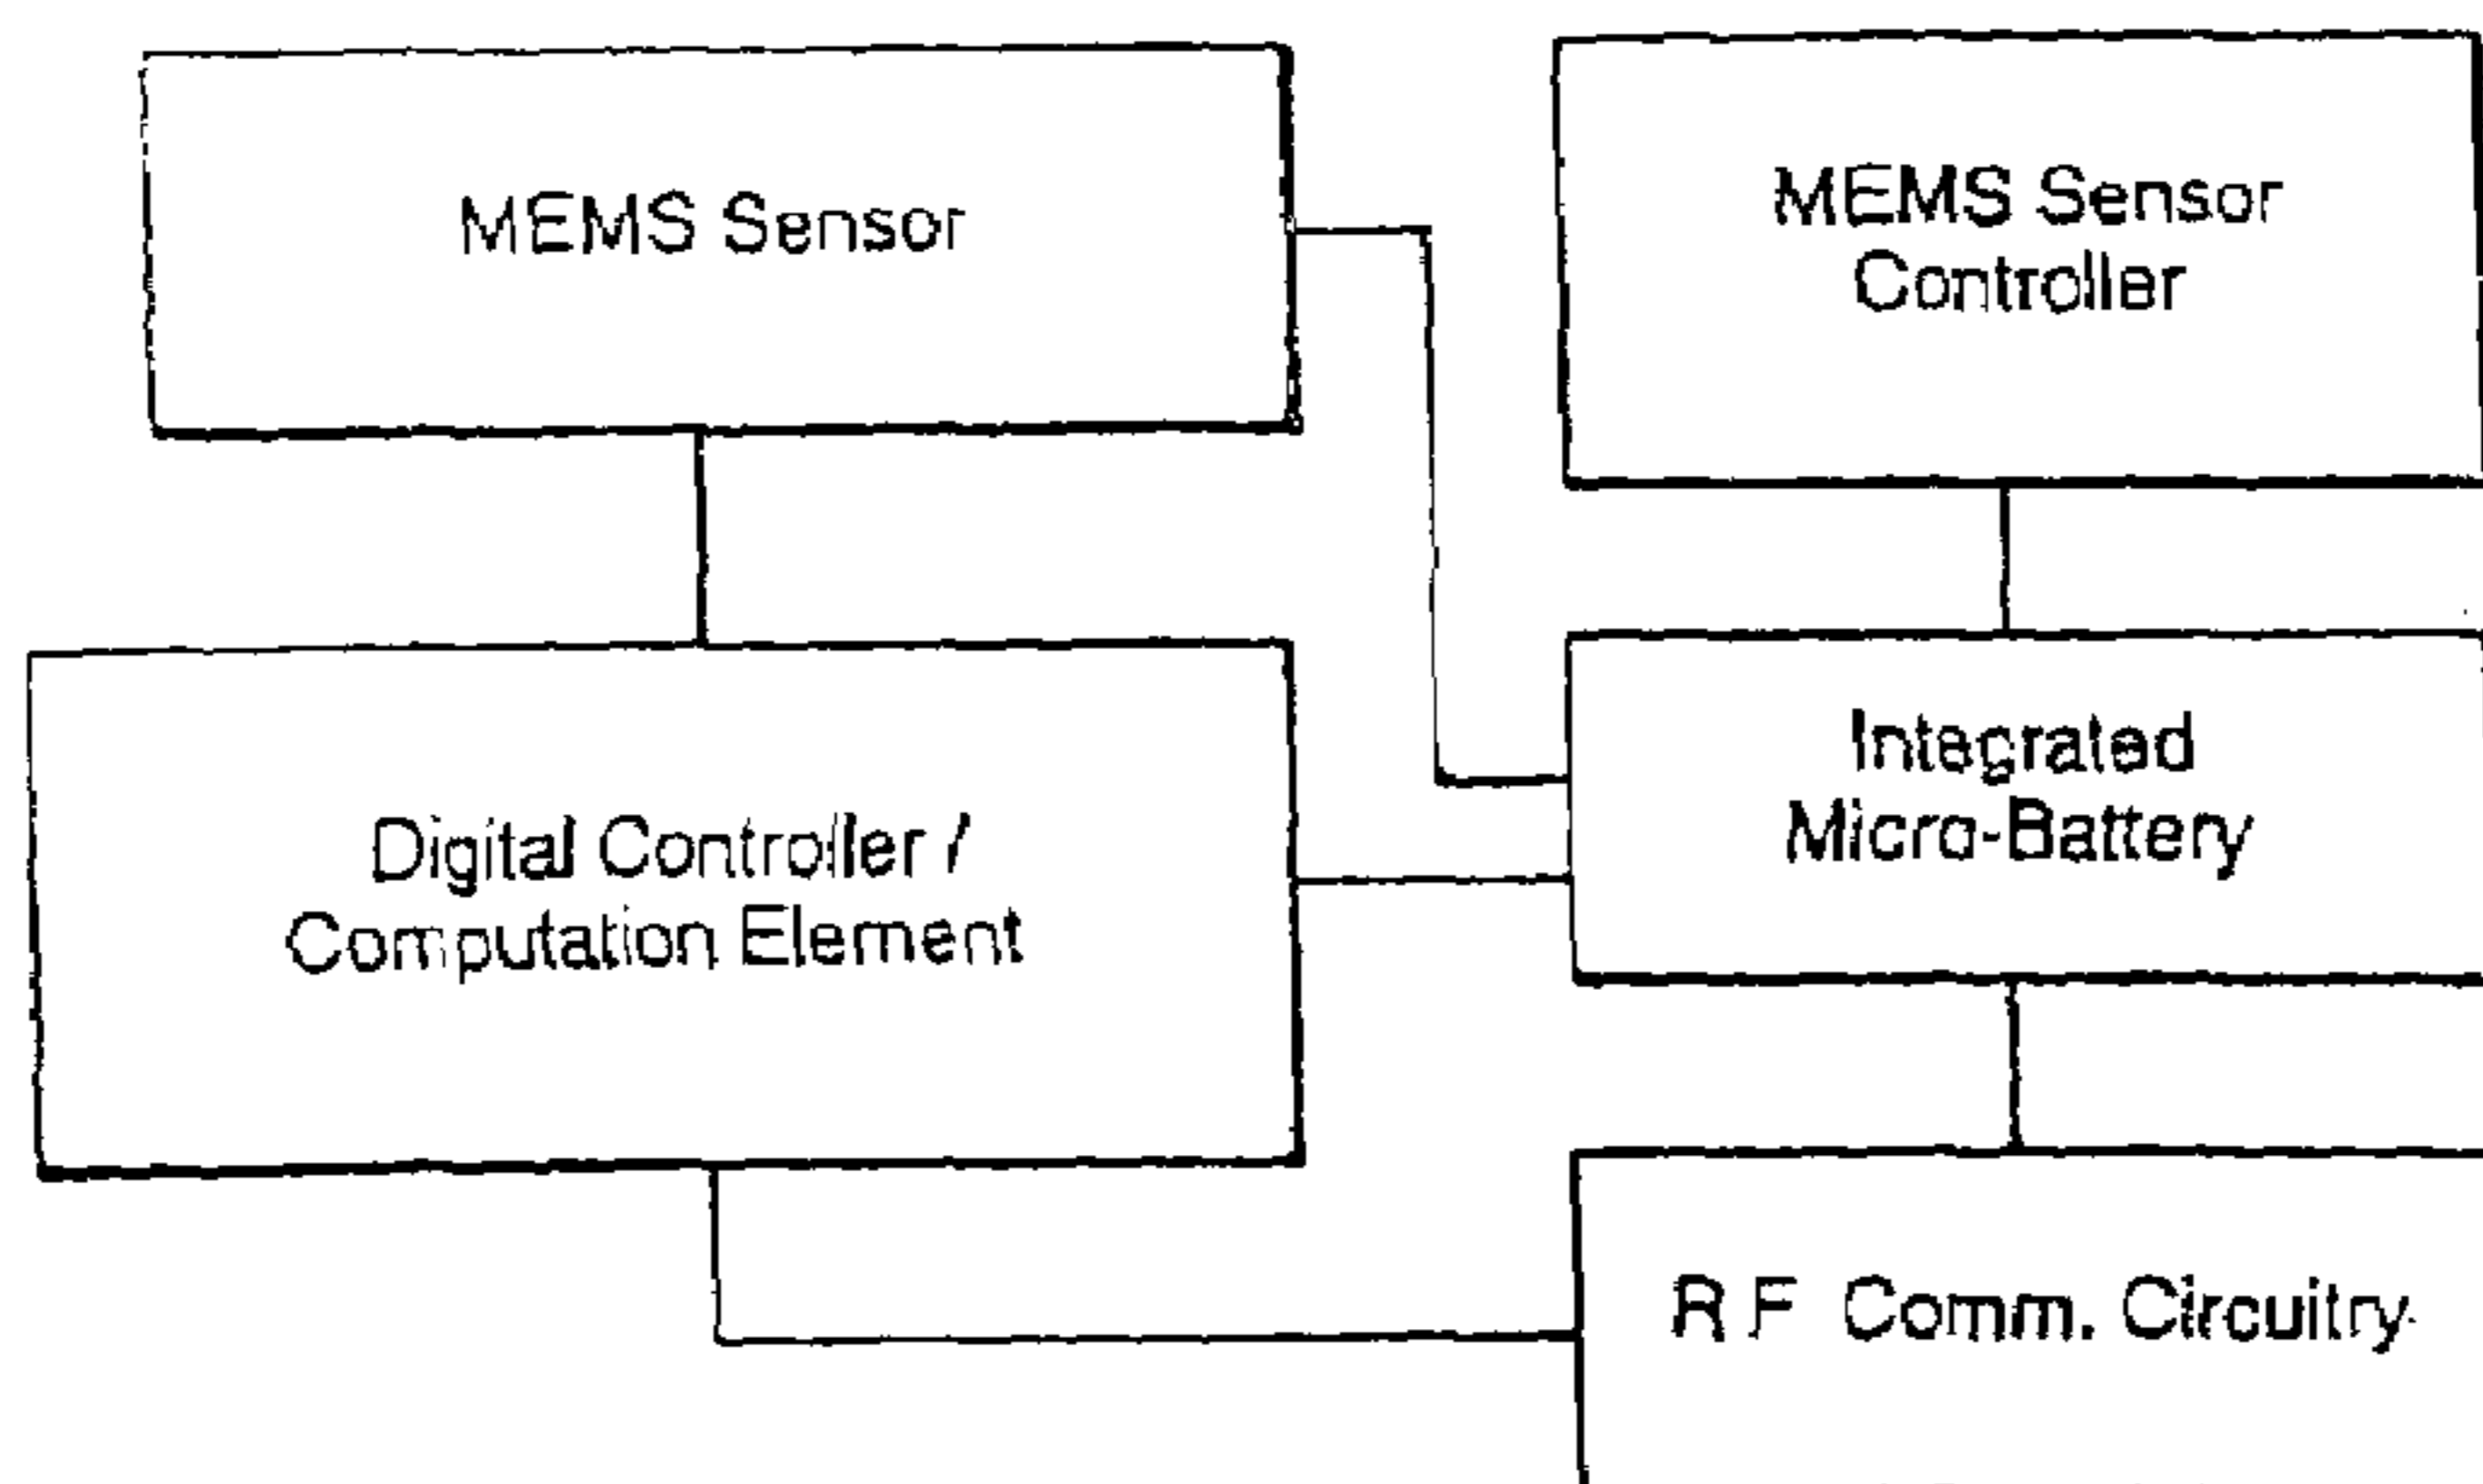 MEMS Sensor
MEMS Sensor
Controller
Integrated
Micro-Battery
Digital Controller /
Computation Element
R F Comm. Circuitry